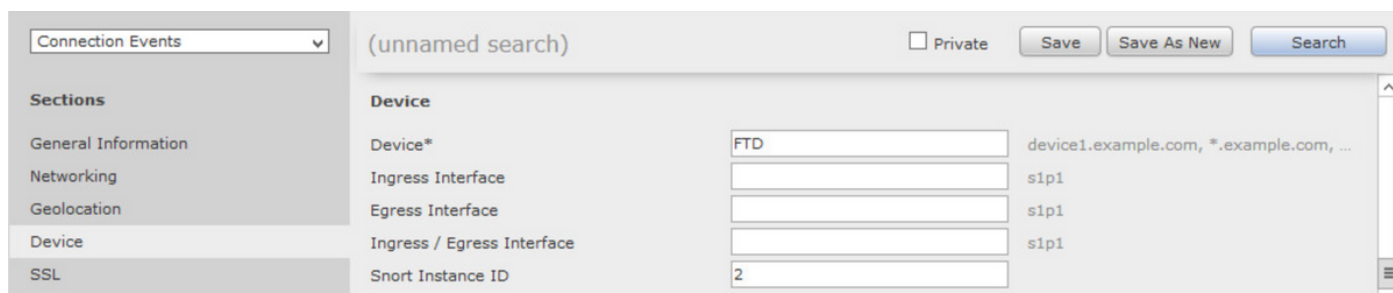 Connection Events
(unnamed search)
Private
Save
Save As New
Search
Sections
General Information
Networking
Geolocation
Device
SSL
Device
Device* FTD device1.example.com, *.example.com, ...
Ingress Interface s1p1
Egress Interface s1p1
Ingress / Egress Interface s1p1
Snort Instance ID 2